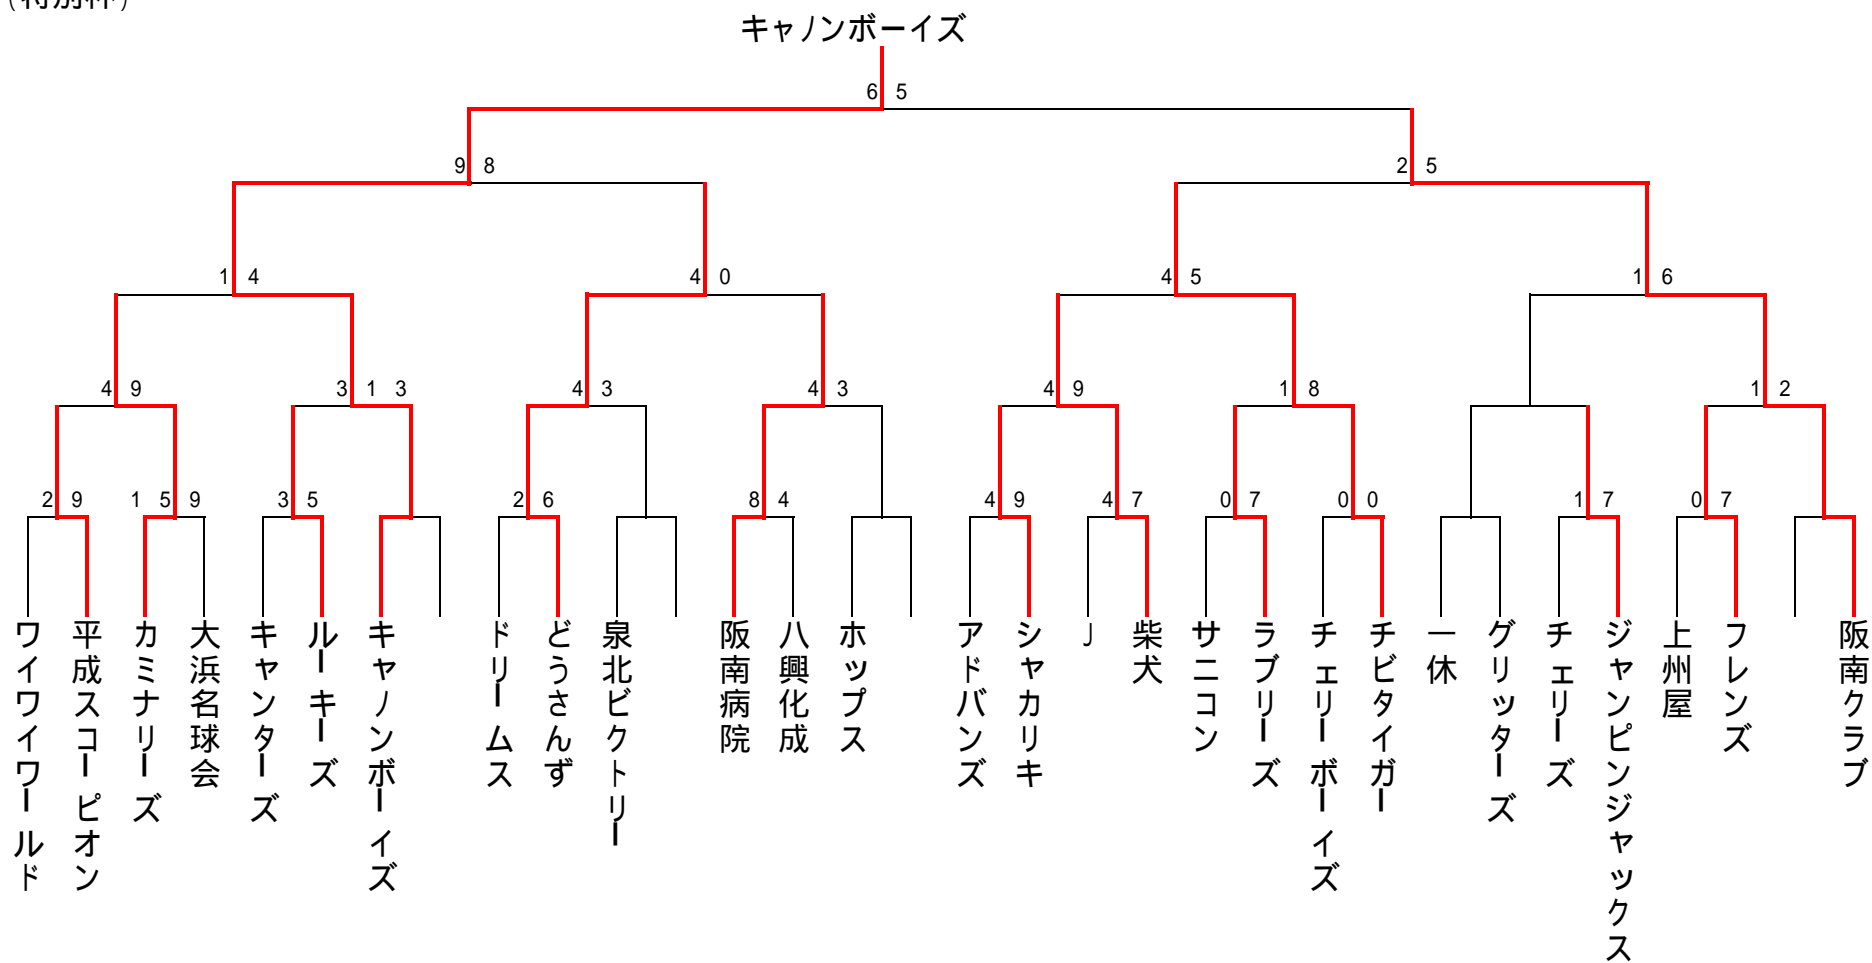 (特別杯)
キャノンボーイズ
6 5
9 8
2 5
1 4
4 0
4 5
1 6
4 9
3 1 3
4 3
4 3
4 9
1 8
1 2
2 9
1 5 9
3 5
2 6
8 4
4 9
4 7
0 7
0 0
1 7
0 7
ワイワイワールド
平成スコーピオン
カミナリーズ
大浜名球会
キャンターズ
ルーキーズ
キャノンボーイズ
ドリームス
どうさんず
泉北ビクトリー
阪南病院
八興化成
ホップス
アドバンズ
シャカリキ
J
柴犬
サニコン
ラブリーズ
チェリーボーイズ
チビタイガー
一休
グリッターズ
チェリーズ
ジャンピンジャックス
上州屋
フレンズ
阪南クラブ